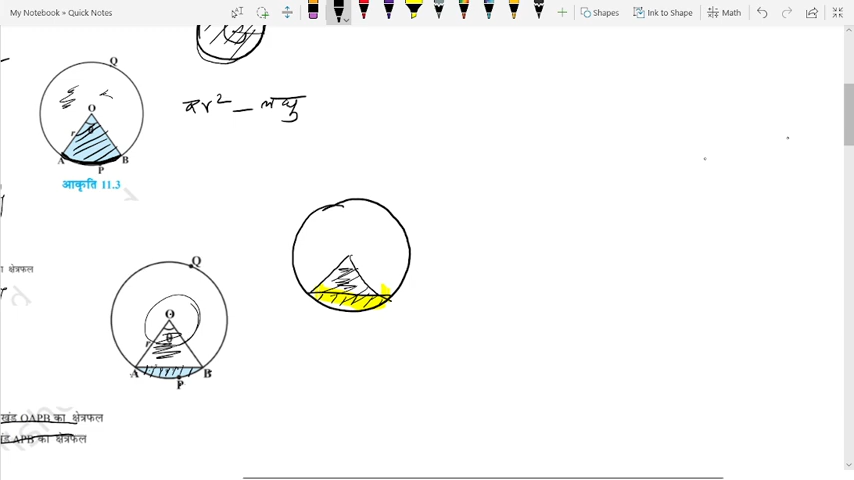 My Notebook » Quick Notes
Shapes
Ink to Shape
Math
Q
O
θ
r
A
B
P
आकृति 11.3
πr² — लघु
ा क्षेत्रफल
Q
O
θ
r
A
B
P
खंड OAPB का क्षेत्रफल
ंड APB का क्षेत्रफल